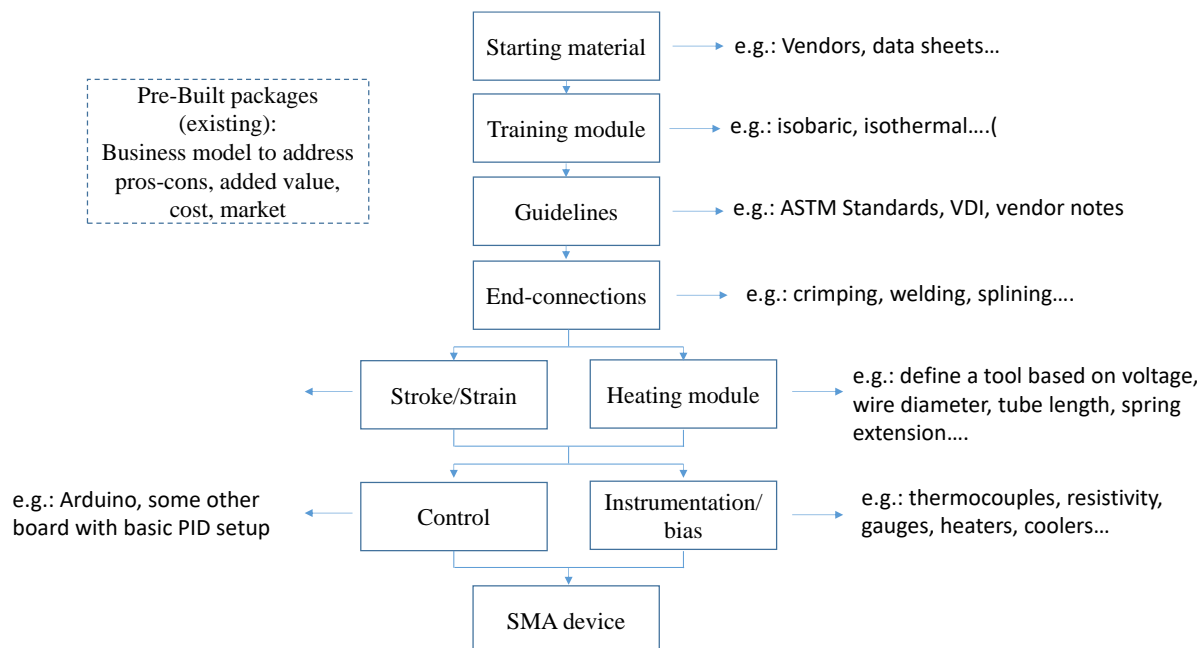 Starting material
e.g.: Vendors, data sheets…
Pre-Built packages
(existing):
Business model to address
pros-cons, added value,
cost, market
Training module
e.g.: isobaric, isothermal….(
Guidelines
e.g.: ASTM Standards, VDI, vendor notes
End-connections
e.g.: crimping, welding, splining….
Stroke/Strain
Heating module
e.g.: define a tool based on voltage,
wire diameter, tube length, spring
extension….
e.g.: Arduino, some other
board with basic PID setup
Control
Instrumentation/
bias
e.g.: thermocouples, resistivity,
gauges, heaters, coolers…
SMA device